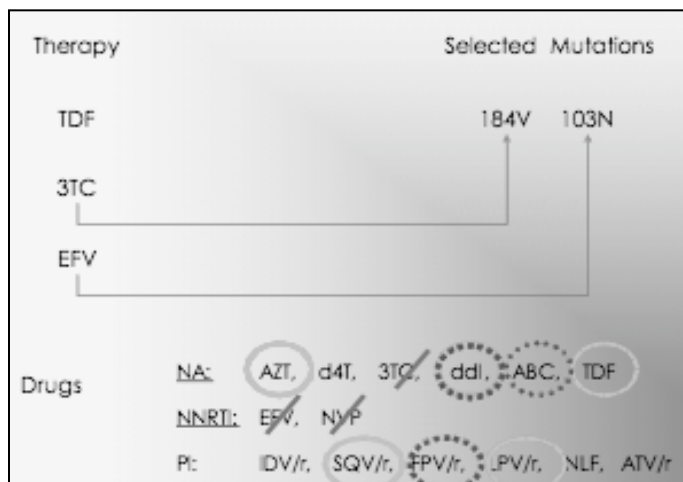 Therapy Selected Mutations
TDF 184V 103N
3TC
EFV
Drugs
NA: AZT, d4T, 3TC, ddI, ABC, TDF
NNRTI: EFV, NVP
PI: IDV/r, SQV/r, FPV/r, LPV/r, NLF, ATV/r